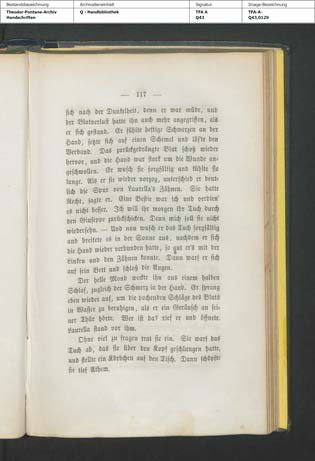 Bestandsbezeichnung Archivalieneinheit Signatur Image-Bezeichnung
Theodor-Fontane-Archiv Q - Handbibliothek TFA A TFA-A-
Handschriften Q43 Q43,0129
— 117 —
sich nach der Dunkelheit, denn er war müde, und
der Blutverlust hatte ihn auch mehr angegriffen, als
er sich gestand. Er fühlte heftige Schmerzen an der
Hand, setzte sich auf einen Schemel und lös'te den
Verband. Das zurückgedrängte Blut schoß wieder
hervor, und die Hand war stark um die Wunde an-
geschwollen. Er wusch sie sorgfältig und kühlte sie
lange. Als er sie wieder vorzog, unterschied er deut-
lich die Spur von Laurella's Zähnen. Sie hatte
Recht, sagte er. Eine Bestie war ich und verdien'
es nicht besser. Ich will ihr morgen ihr Tuch durch
den Giuseppe zurückschicken. Denn mich soll sie nicht
wiedersehn. — Und nun wusch er das Tuch sorgfältig
und breitete es in der Sonne aus, nachdem er sich
die Hand wieder verbunden hatte, so gut er's mit der
Linken und den Zähnen konnte. Dann warf er sich
auf sein Bett und schloß die Augen.
Der helle Mond weckte ihn aus einem halben
Schlaf, zugleich der Schmerz in der Hand. Er sprang
eben wieder auf, um die pochenden Schläge des Bluts
in Wasser zu beruhigen, als er ein Geräusch an sei-
ner Thür hörte. Wer ist da? rief er und öffnete.
Laurella stand vor ihm.
Ohne viel zu fragen trat sie ein. Sie warf das
Tuch ab, das sie über den Kopf geschlungen hatte,
und stellte ein Körbchen auf den Tisch. Dann schöpfte
sie tief Athem.